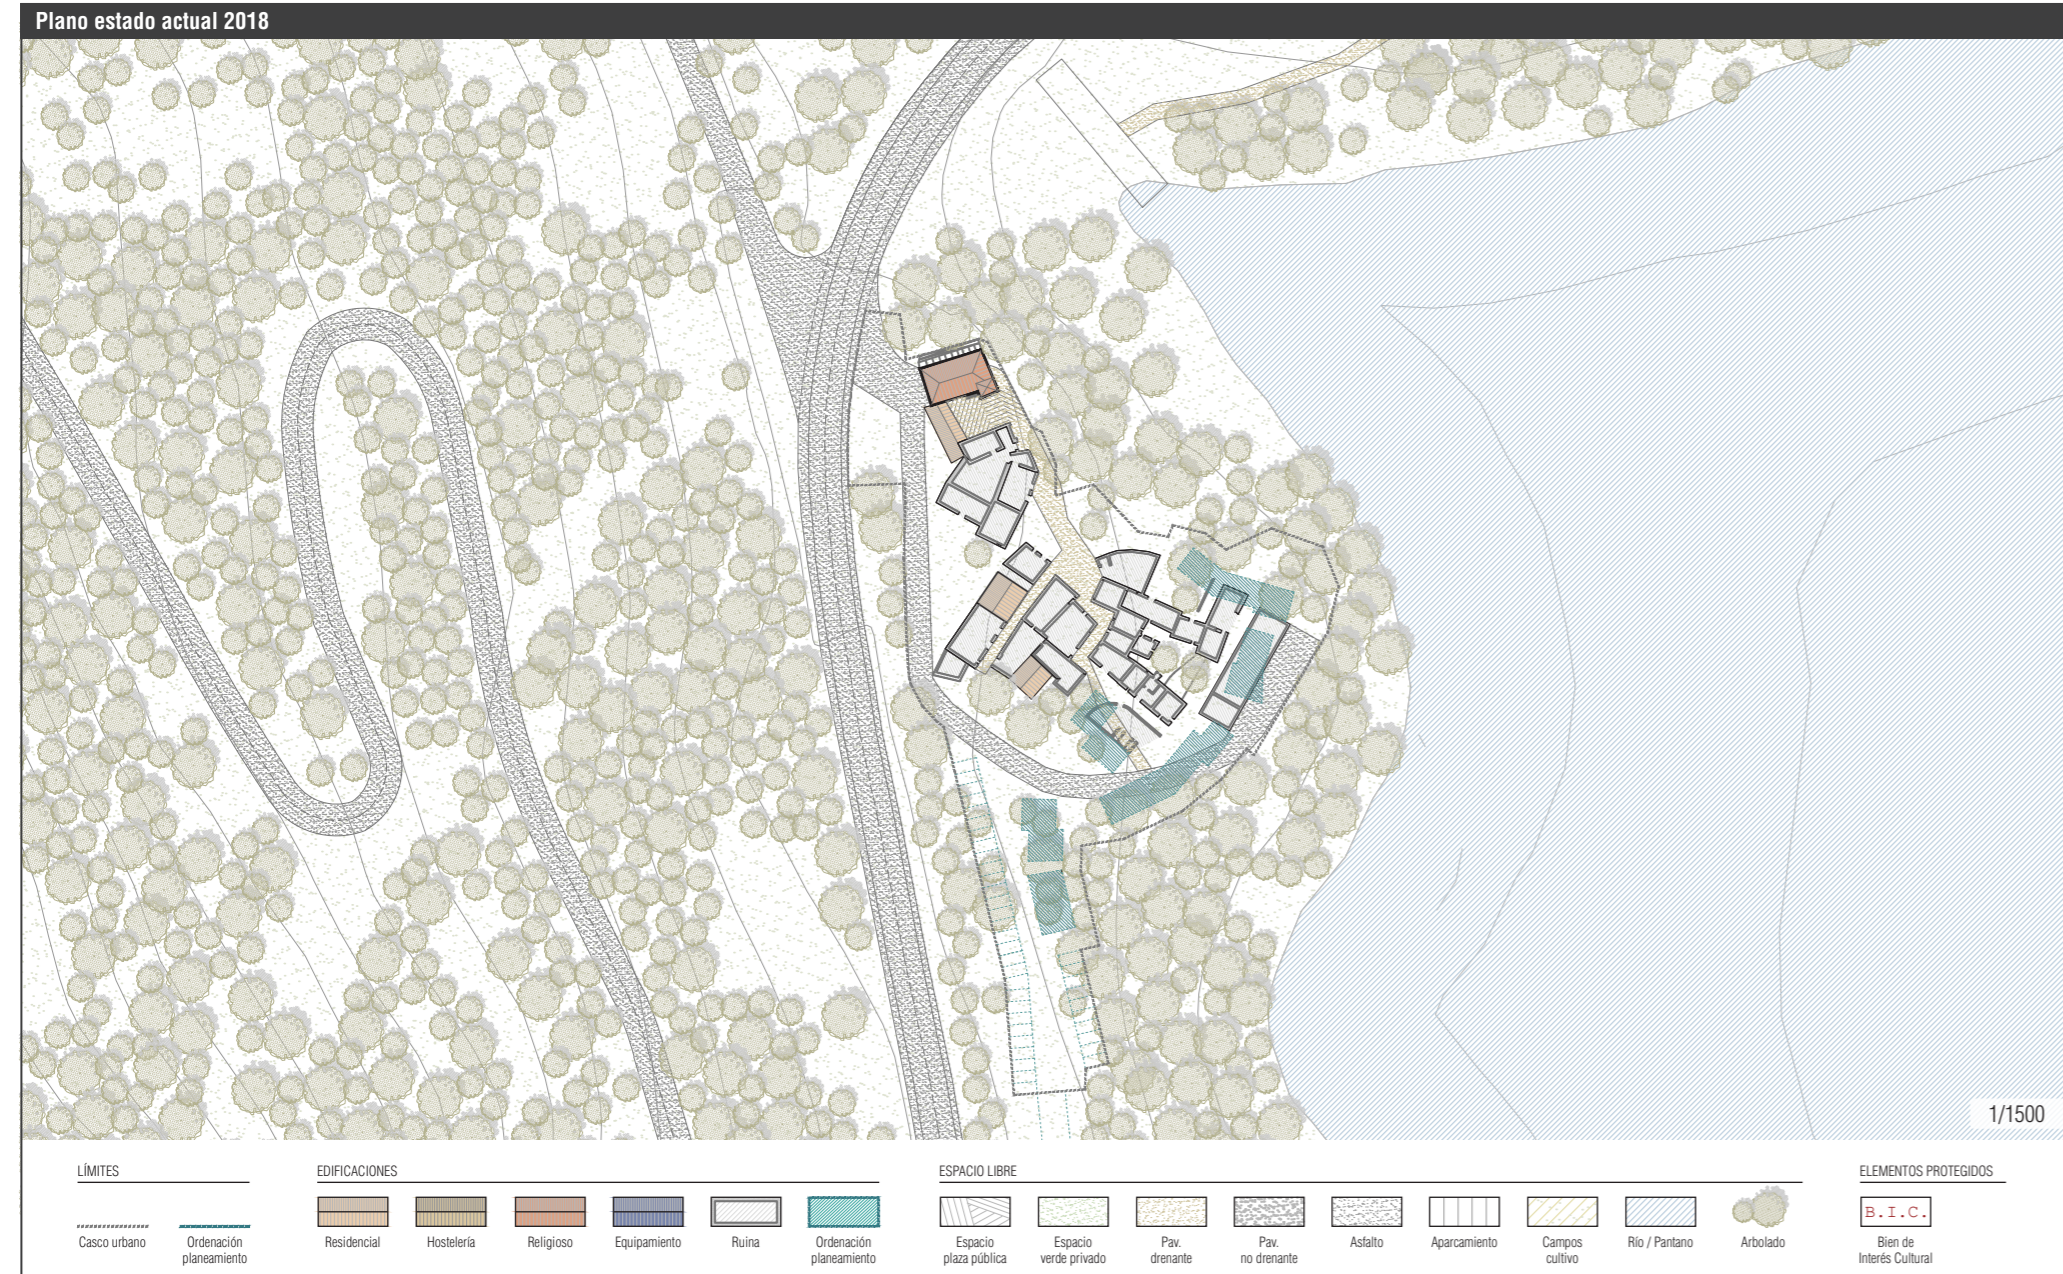 Plano estado actual 2018
1/1500
LÍMITES
Casco urbano
Ordenación
planeamiento
EDIFICACIONES
Residencial
Hostelería
Religioso
Equipamiento
Ruina
Ordenación
planeamiento
ESPACIO LIBRE
Espacio
plaza pública
Espacio
verde privado
Pav.
drenante
Pav.
no drenante
Asfalto
Aparcamiento
Campos
cultivo
Río / Pantano
Arbolado
ELEMENTOS PROTEGIDOS
B.I.C.
Bien de
Interés Cultural